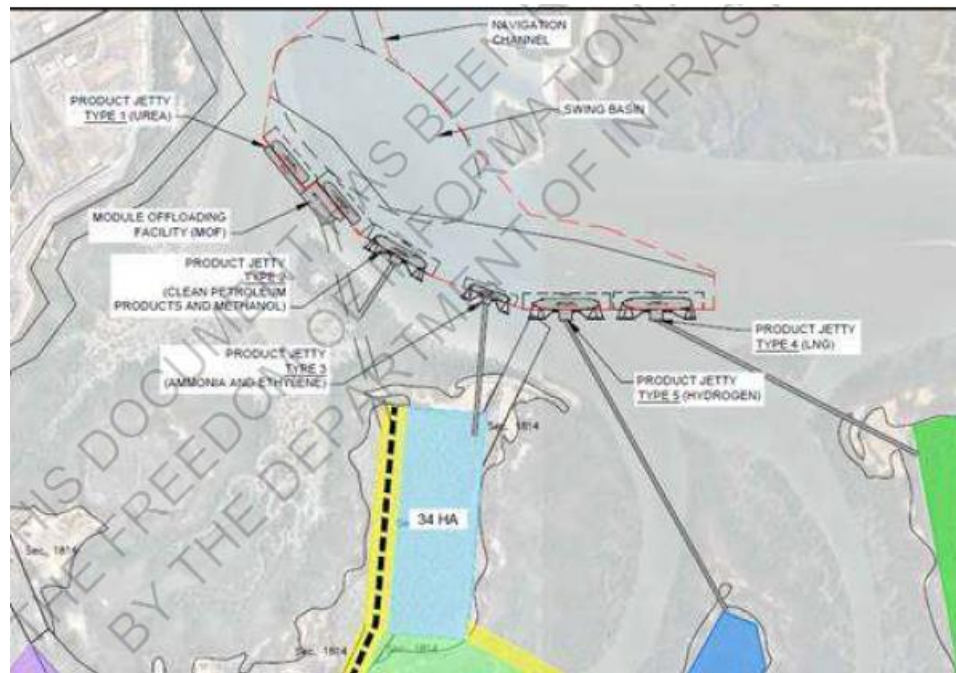 NAVIGATION
CHANNEL
PRODUCT JETTY
TYPE 1 (UREA)
SWING BASIN
MODULE OFFLOADING
FACILITY (MOF)
PRODUCT JETTY
TYPE 2
(CLEAN PETROLEUM
PRODUCTS AND METHANOL)
PRODUCT JETTY
TYPE 4 (LNG)
PRODUCT JETTY
TYPE 3
(AMMONIA AND ETHYLENE)
PRODUCT JETTY
TYPE 5 (HYDROGEN)
Sec. 1814
34 HA
Sec. 1814
Sec. 1814
Sec. 1814
THIS DOCUMENT HAS BEEN
THE FREEDOM OF INFORMATION
BY THE DEPARTMENT OF INFRAS